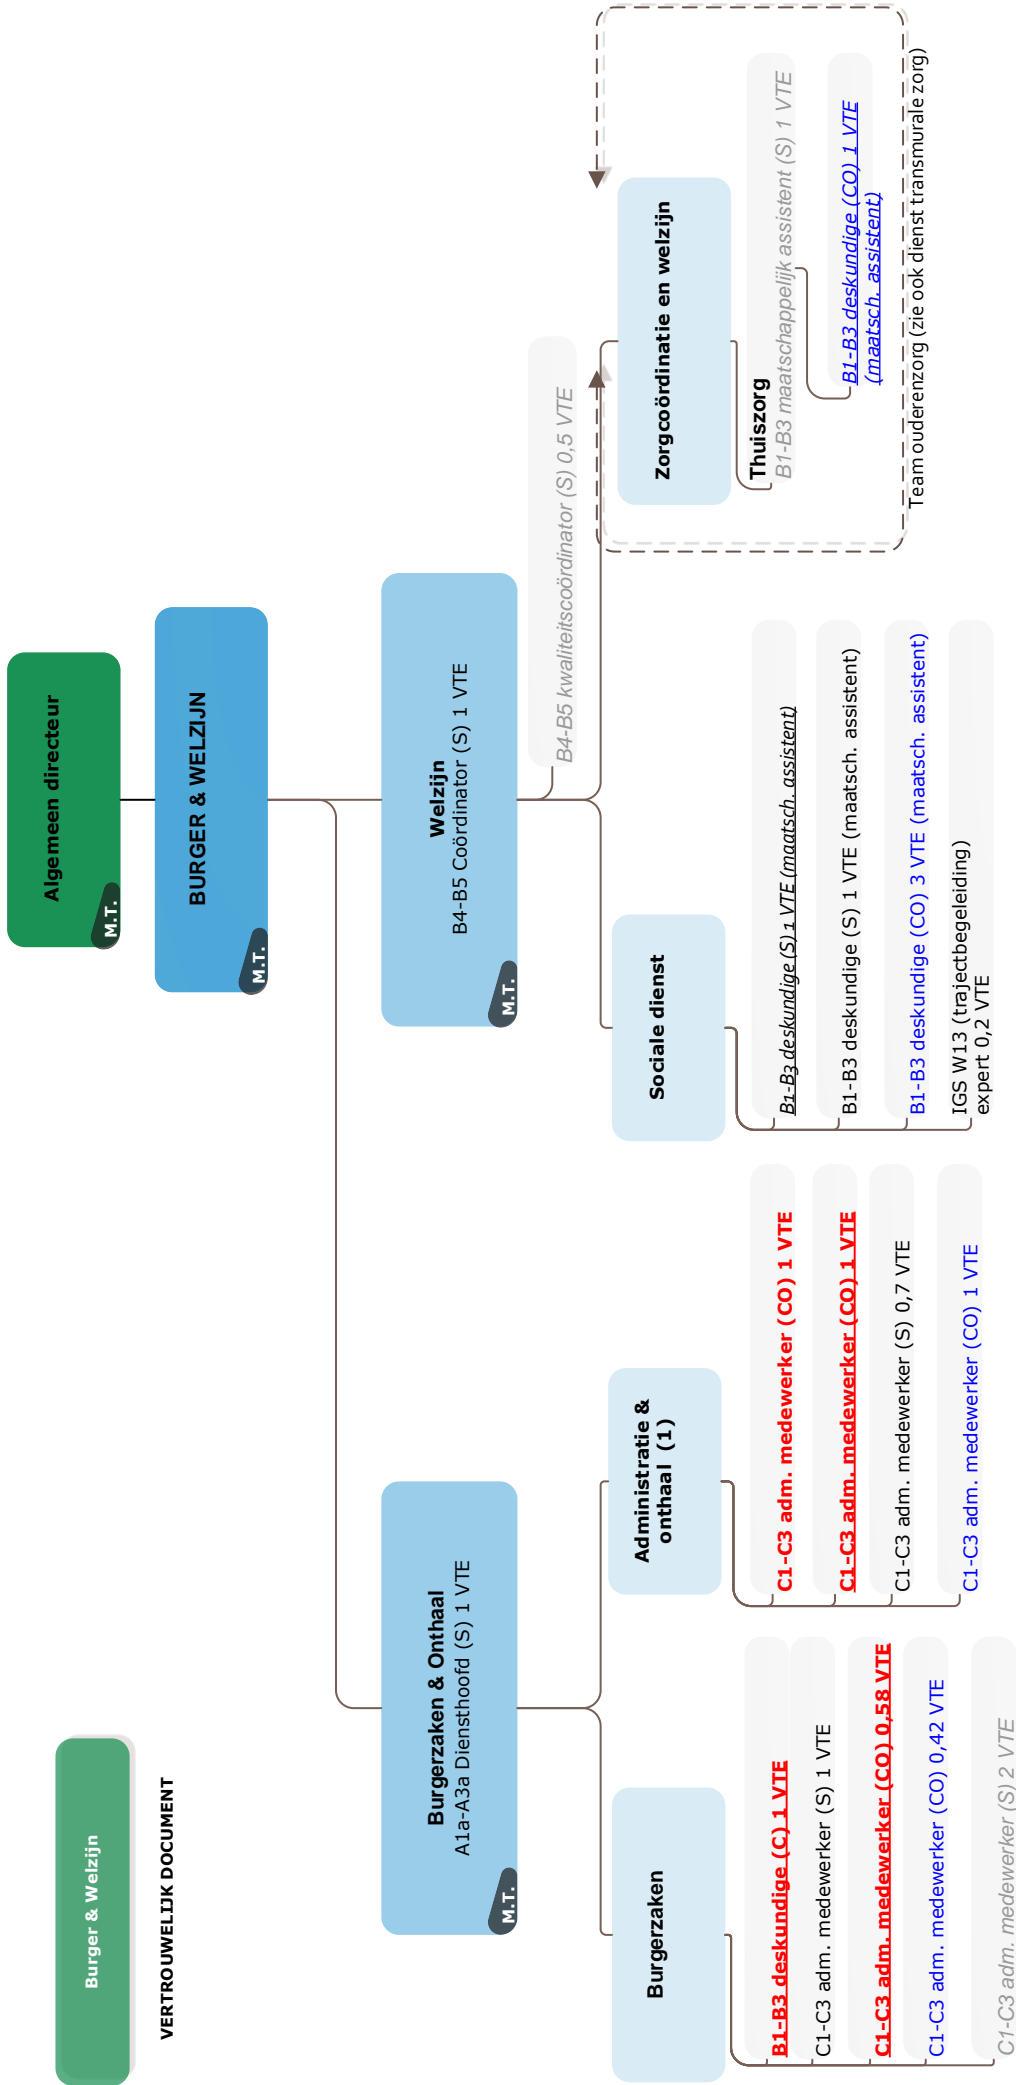 Burger & Welzijn
VERTROUWELIJK DOCUMENT
Algemeen directeur
M.T.
BURGER & WELZIJN
M.T.
Burgerzaken & Onthaal
A1a-A3a Diensthoofd (S) 1 VTE
M.T.
Welzijn
B4-B5 Coördinator (S) 1 VTE
M.T.
B4-B5 kwaliteitscoördinator (S) 0,5 VTE
Burgerzaken
B1-B3 deskundige (C) 1 VTE
C1-C3 adm. medewerker (S) 1 VTE
C1-C3 adm. medewerker (CO) 0,58 VTE
C1-C3 adm. medewerker (CO) 0,42 VTE
C1-C3 adm. medewerker (S) 2 VTE
Administratie &
onthaal (1)
C1-C3 adm. medewerker (CO) 1 VTE
C1-C3 adm. medewerker (CO) 1 VTE
C1-C3 adm. medewerker (S) 0,7 VTE
C1-C3 adm. medewerker (CO) 1 VTE
Sociale dienst
B1-B3 deskundige (S) 1 VTE (maatsch. assistent)
B1-B3 deskundige (S) 1 VTE (maatsch. assistent)
B1-B3 deskundige (CO) 3 VTE (maatsch. assistent)
IGS W13 (trajectbegeleiding)
expert 0,2 VTE
Zorgcoördinatie en welzijn
Thuiszorg
B1-B3 maatschappelijk assistent (S) 1 VTE
B1-B3 deskundige (CO) 1 VTE
(maatsch. assistent)
Team ouderenzorg (zie ook dienst transmurale zorg)